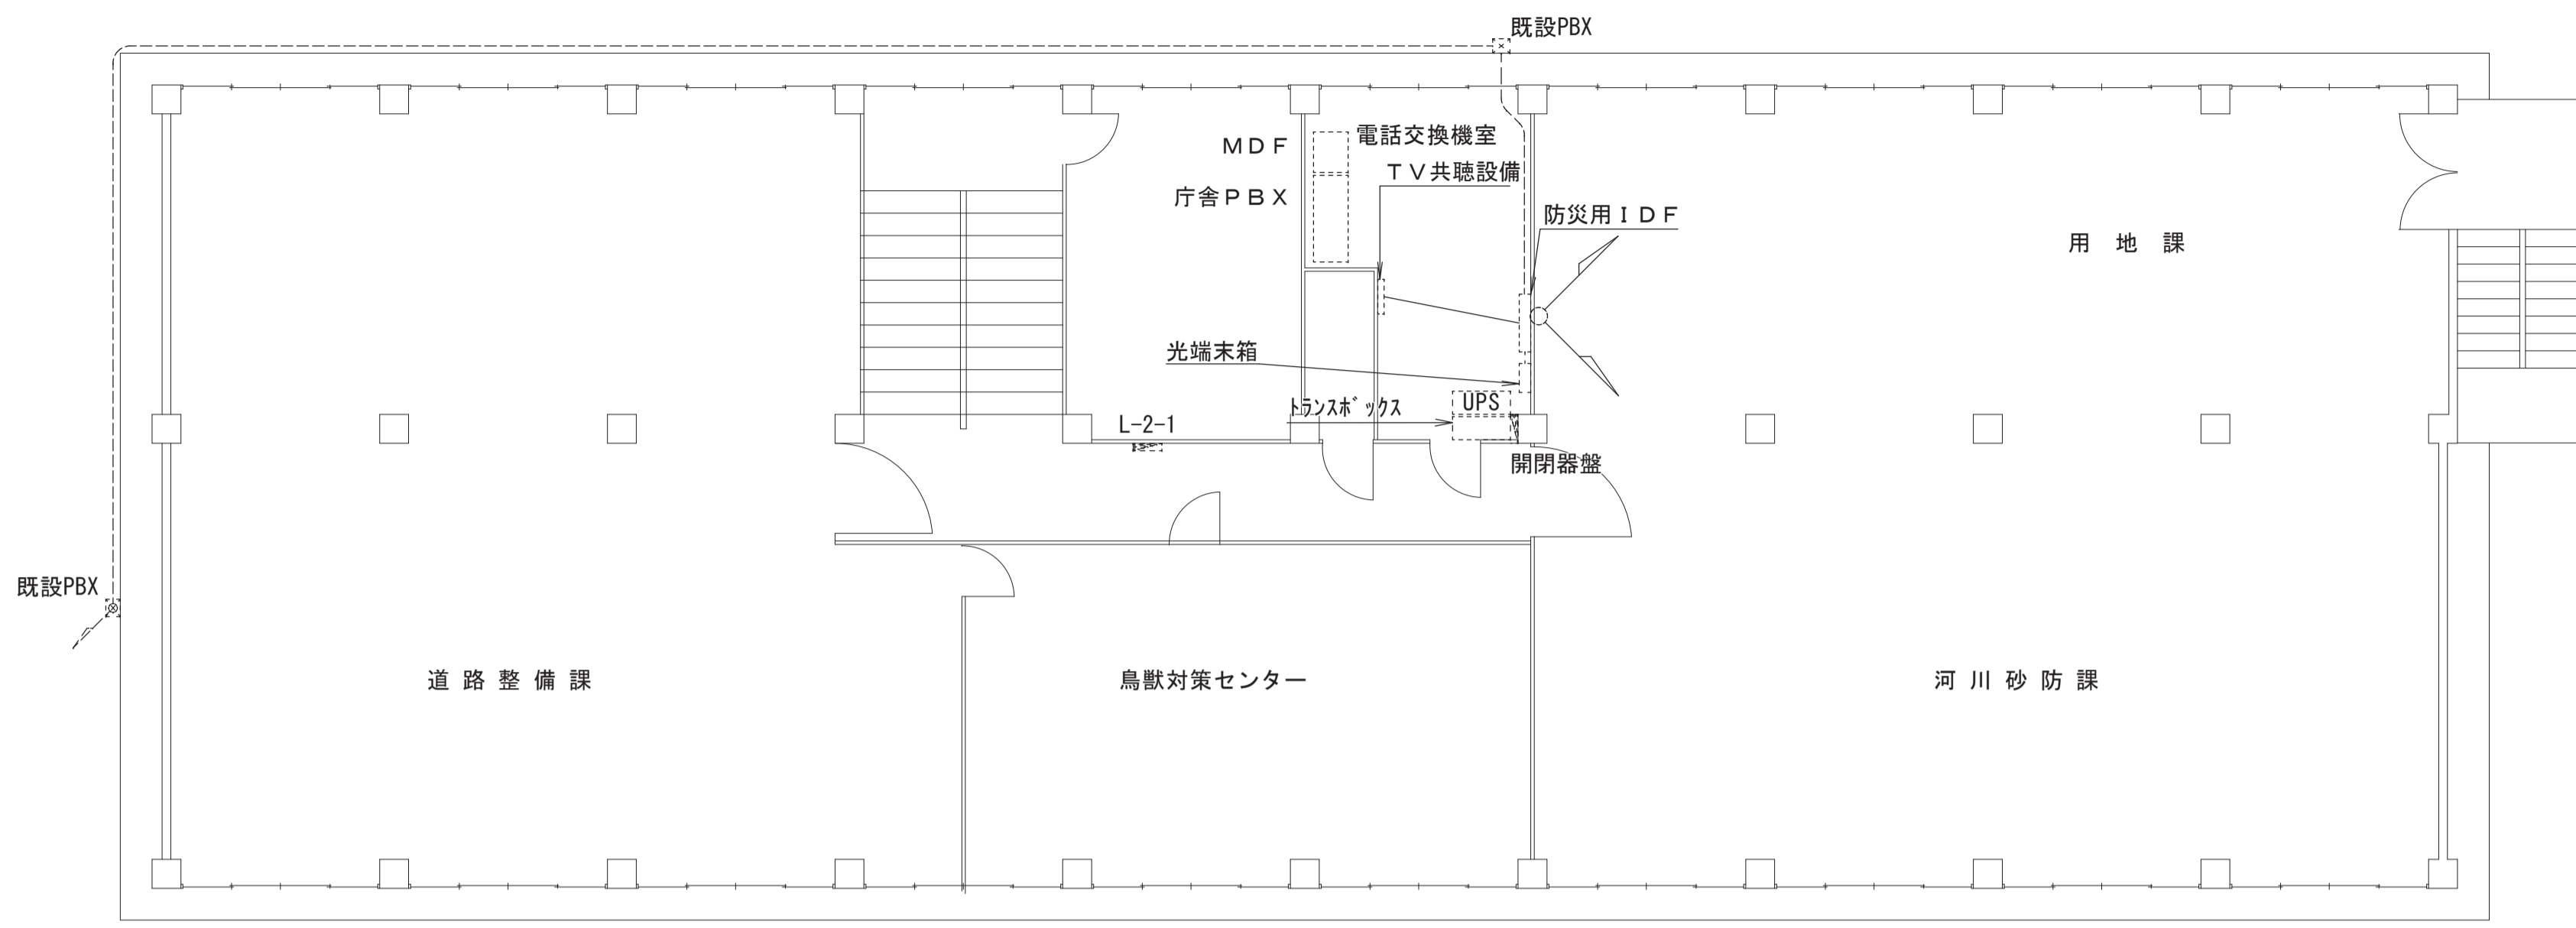 既設PBX
電話交換機室
ＭＤＦ
ＴＶ共聴設備
庁舎ＰＢＸ
防災用ＩＤＦ
用 地 課
光端末箱
トランスボックス
UPS
L-2-1
開閉器盤
既設PBX
道 路 整 備 課
鳥獣対策センター
河 川 砂 防 課